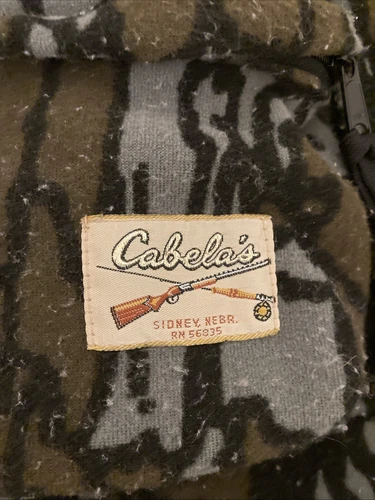 Cabela's
SIDNEY, NEBR.
RN 56835